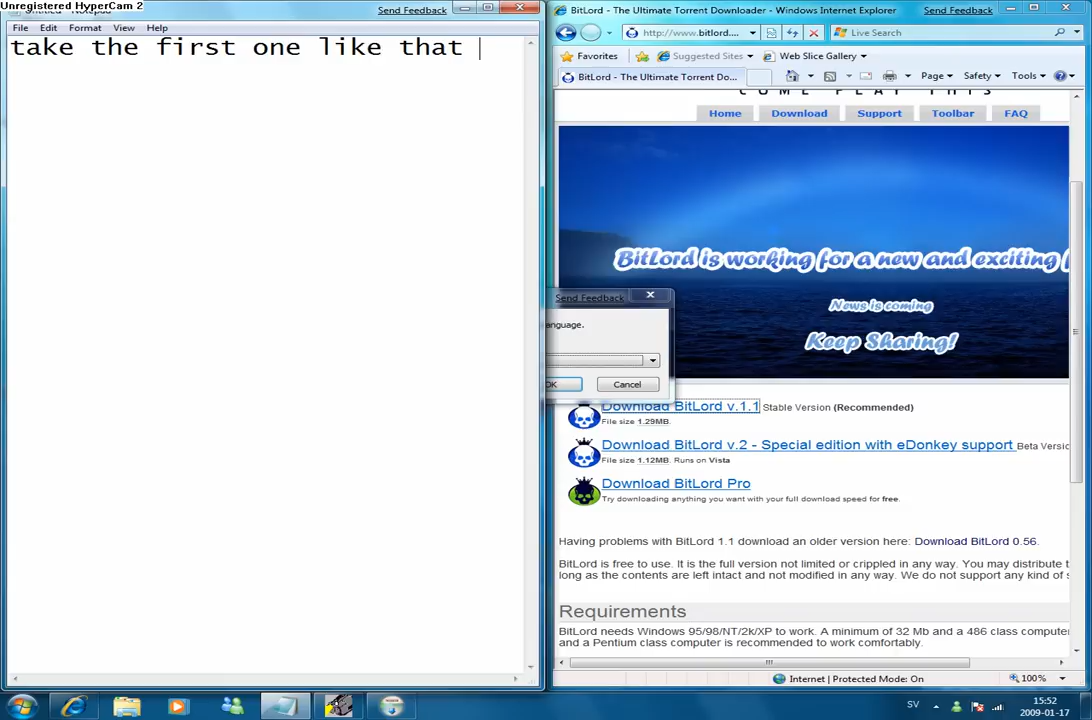 Unregistered HyperCam 2
Untitled - Notepad
Send Feedback
File Edit Format View Help
take the first one like that
BitLord - The Ultimate Torrent Downloader - Windows Internet Explorer
Send Feedback
http://www.bitlord....
Live Search
Favorites
Suggested Sites
Web Slice Gallery
BitLord - The Ultimate Torrent Do...
Page
Safety
Tools
COME PLAY THIS
Home Download Support Toolbar FAQ
BitLord is working for a new and exciting
News is coming
Keep Sharing!
Send Feedback
anguage.
OK
Cancel
Download BitLord v.1.1 Stable Version (Recommended)
File size 1.29MB.
Download BitLord v.2 - Special edition with eDonkey support Beta Versio
File size 1.12MB. Runs on Vista
Download BitLord Pro
Try downloading anything you want with your full download speed for free.
Having problems with BitLord 1.1 download an older version here: Download BitLord 0.56.
BitLord is free to use. It is the full version not limited or crippled in any way. You may distribute t
long as the contents are left intact and not modified in any way. We do not support any kind of s
Requirements
BitLord needs Windows 95/98/NT/2k/XP to work. A minimum of 32 Mb and a 486 class computer
and a Pentium class computer is recommended to work comfortably.
Internet | Protected Mode: On
100%
SV
15:52
2009-01-17